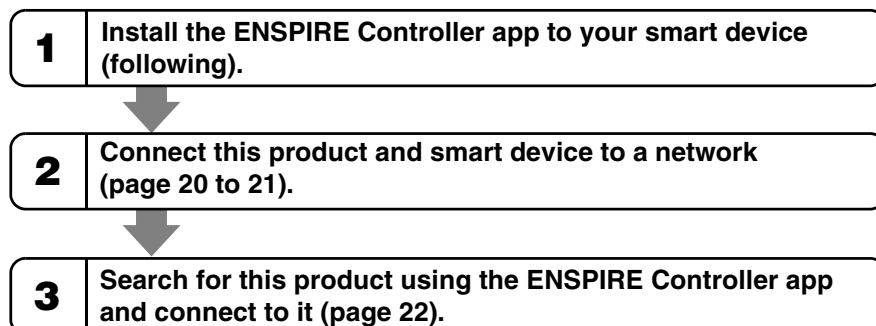 1
Install the ENSPIRE Controller app to your smart device
(following).
2
Connect this product and smart device to a network
(page 20 to 21).
3
Search for this product using the ENSPIRE Controller app
and connect to it (page 22).